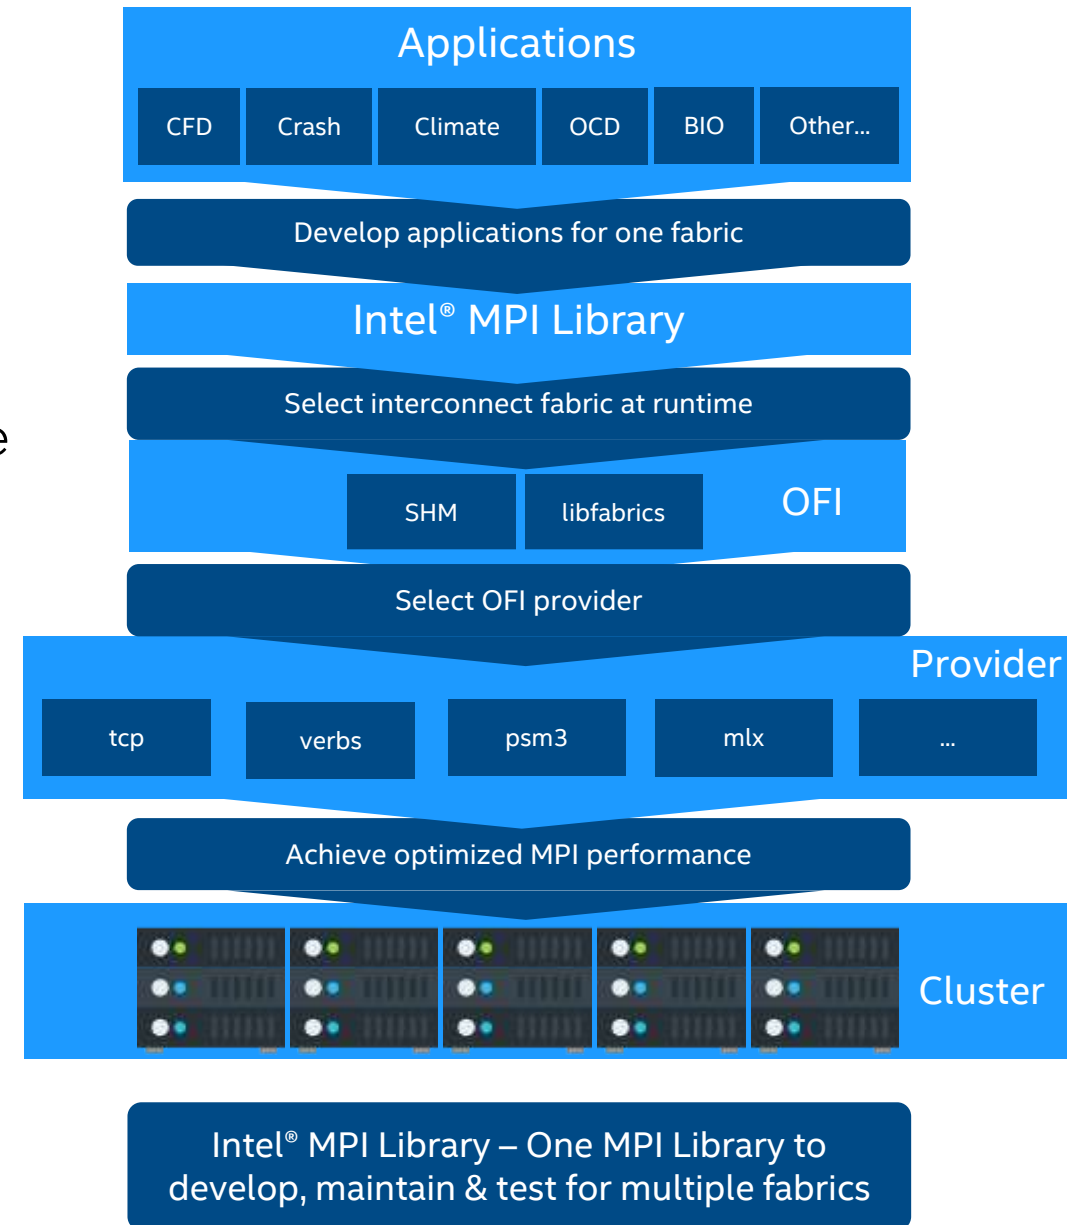 Applications
CFD Crash Climate OCD BIO Other...
Develop applications for one fabric
Intel® MPI Library
Select interconnect fabric at runtime
e
SHM libfabrics OFI
Select OFI provider
Provider
tcp verbs psm3 mlx ...
Achieve optimized MPI performance
Cluster
Intel® MPI Library – One MPI Library to
develop, maintain & test for multiple fabrics